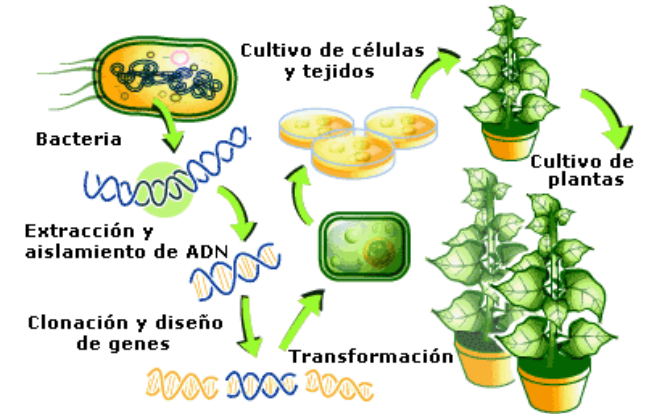 Bacteria
Extracción y
aislamiento de ADN
Clonación y diseño
de genes
Transformación
Cultivo de células
y tejidos
Cultivo de
plantas